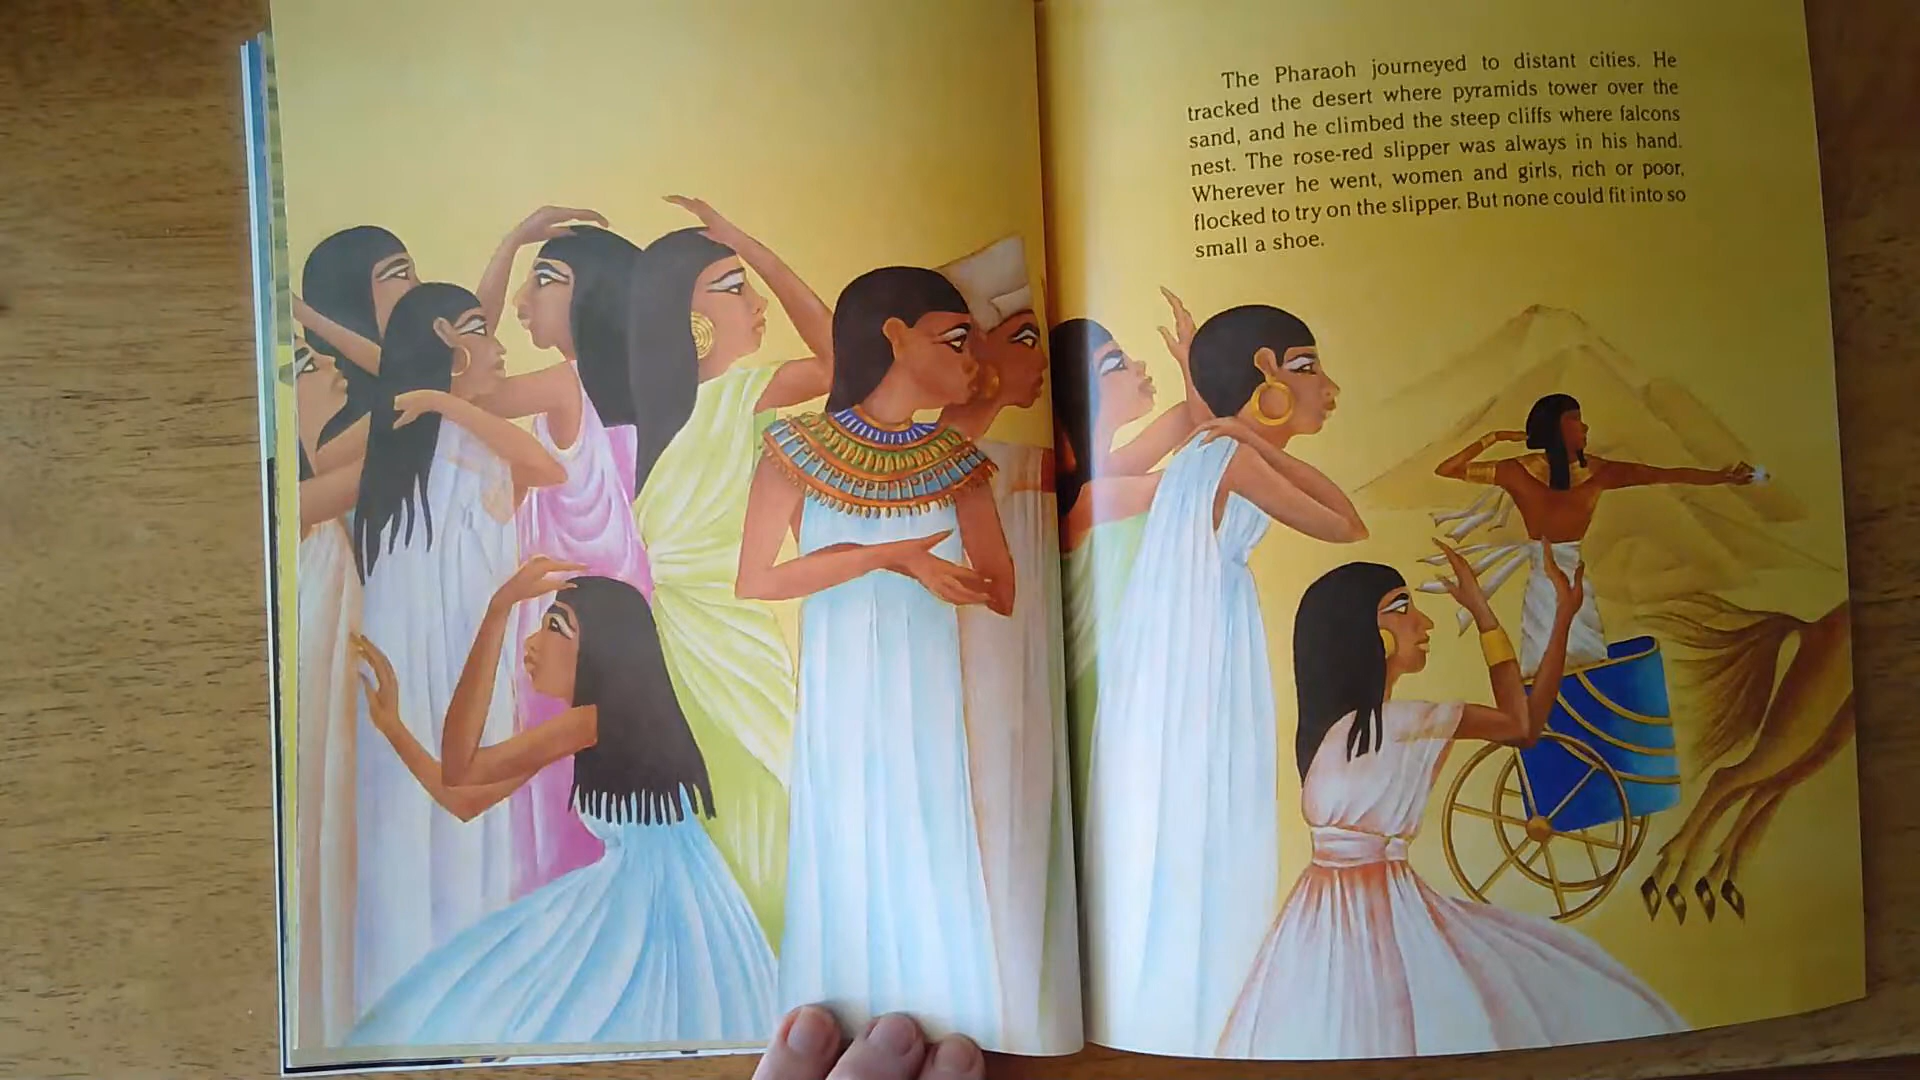 The Pharaoh journeyed to distant cities. He
tracked the desert where pyramids tower over the
sand, and he climbed the steep cliffs where falcons
nest. The rose-red slipper was always in his hand.
Wherever he went, women and girls, rich or poor,
flocked to try on the slipper. But none could fit into so
small a shoe.